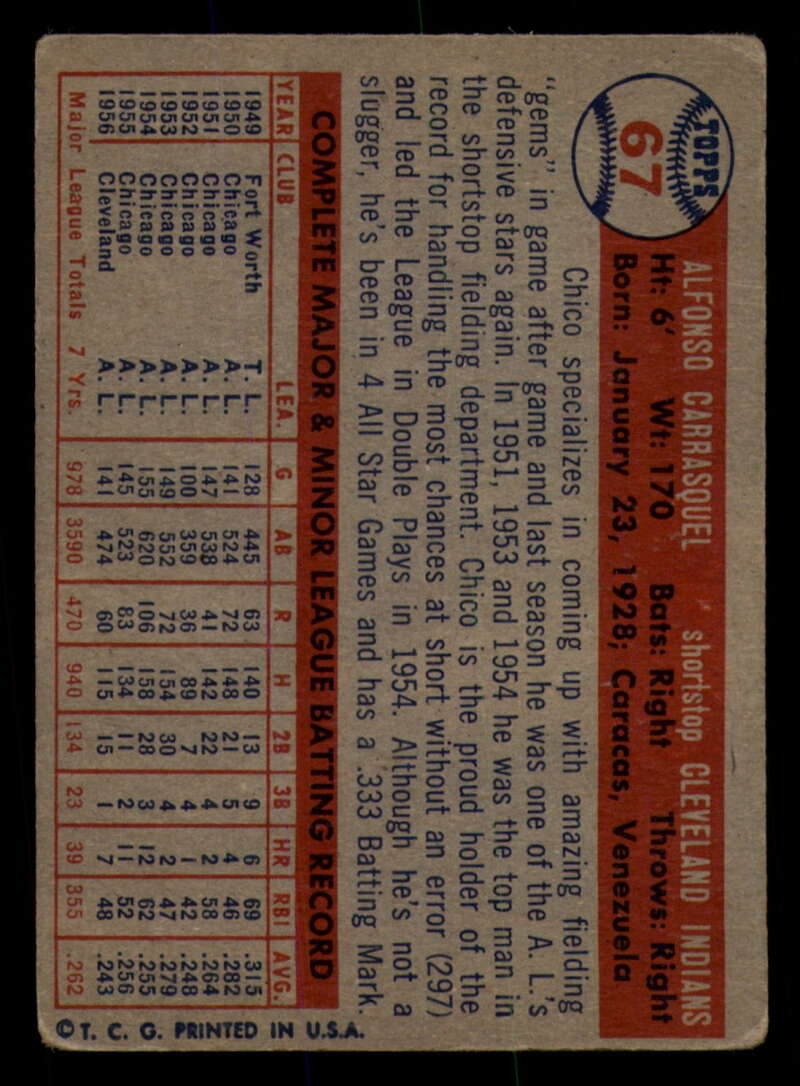 TOPPS
67
ALFONSO CARRASQUEL shortstop CLEVELAND INDIANS
Ht: 6' Wt: 170 Bats: Right Throws: Right
Born: January 23, 1928; Caracas, Venezuela
Chico specializes in coming up with amazing fielding
"gems" in game after game and last season he was one of the A. L.'s
defensive stars again. In 1951, 1953 and 1954 he was the top man in
the shortstop fielding department. Chico is the proud holder of the
record for handling the most chances at short without an error (297)
and led the League in Double Plays in 1954. Although he's not a
slugger, he's been in 4 All Star Games and has a .333 Batting Mark.
COMPLETE MAJOR & MINOR LEAGUE BATTING RECORD
YEAR CLUB LEA. G AB R H 2B 3B HR RBI AVG.
1949 Fort Worth T. L. 128 445 63 140 13 9 6 69 .315
1950 Chicago A. L. 141 524 72 148 21 5 4 46 .282
1951 Chicago A. L. 147 538 41 142 22 4 2 58 .264
1952 Chicago A. L. 100 359 36 89 7 4 1 42 .248
1953 Chicago A. L. 149 552 72 154 30 4 2 47 .279
1954 Chicago A. L. 155 620 106 158 28 3 12 62 .255
1955 Chicago A. L. 145 523 83 134 11 2 11 52 .256
1956 Cleveland A. L. 141 474 60 115 15 1 7 48 .243
Major League Totals 7 Yrs. 978 3590 470 940 134 23 39 355 .262
© T. C. G. PRINTED IN U.S.A.